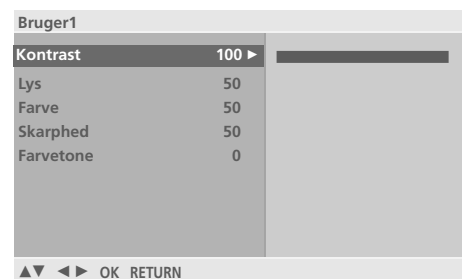 Bruger1
Kontrast 100 ►
Lys 50
Farve 50
Skarphed 50
Farvetone 0
▲▼ ◄► OK RETURN